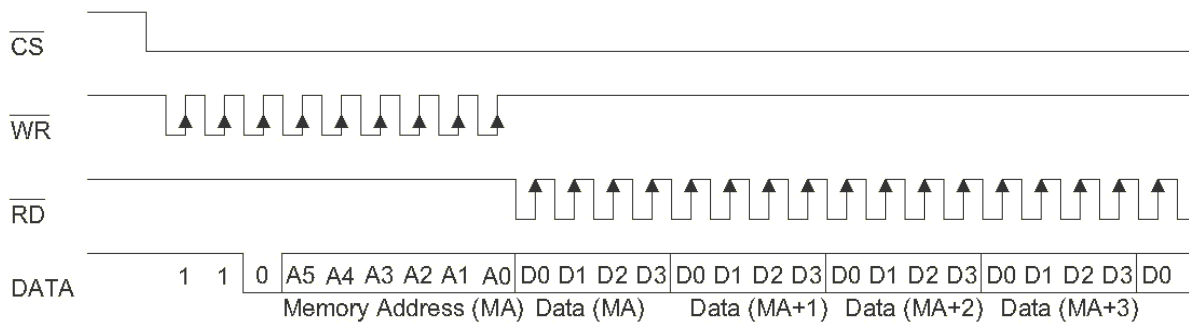 CS
WR
RD
DATA 1 1 0 A5 A4 A3 A2 A1 A0 D0 D1 D2 D3 D0 D1 D2 D3 D0 D1 D2 D3 D0 D1 D2 D3 D0
Memory Address (MA) Data (MA) Data (MA+1) Data (MA+2) Data (MA+3)